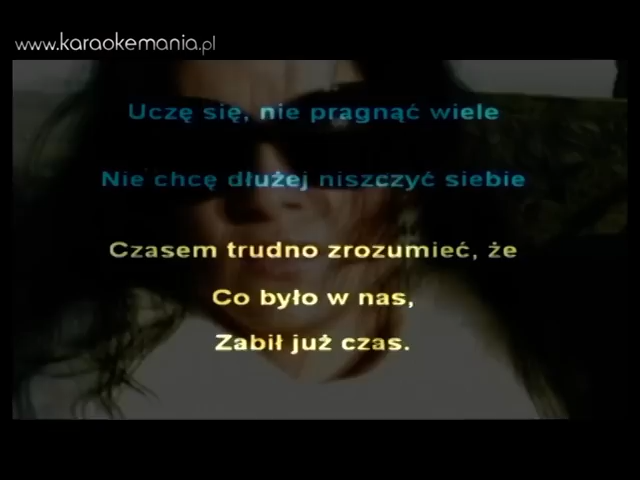 www.karaokemania.pl
Uczę się, nie pragnąć wiele
Nie chcę dłużej niszczyć siebie
Czasem trudno zrozumieć, że
Co było w nas,
Zabił już czas.